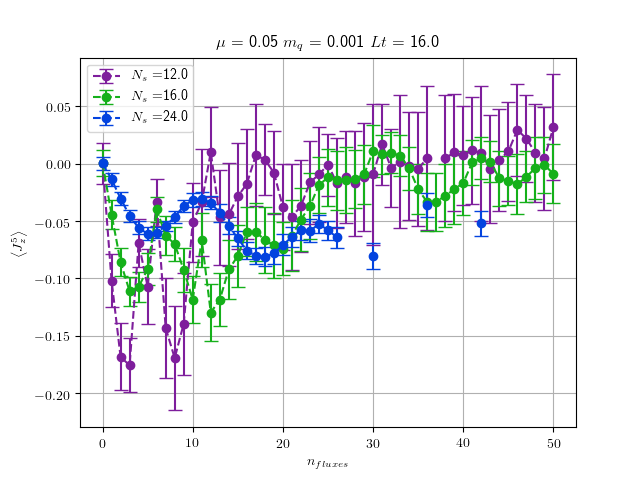 μ = 0.05 m_q = 0.001 Lt = 16.0
N_s =12.0
N_s =16.0
N_s =24.0
0.05
0.00
−0.05
−0.10
−0.15
−0.20
⟨J_z^5⟩
0 10 20 30 40 50
n_fluxes